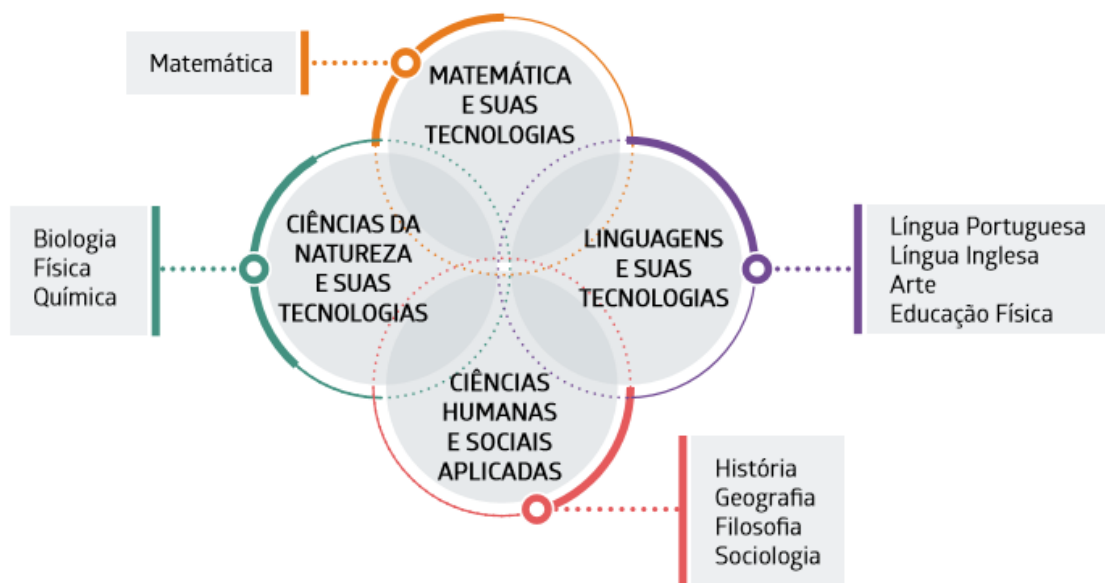 Matemática
MATEMÁTICA
E SUAS
TECNOLOGIAS
Biologia
Física
Química
CIÊNCIAS DA
NATUREZA
E SUAS
TECNOLOGIAS
LINGUAGENS
E SUAS
TECNOLOGIAS
Língua Portuguesa
Língua Inglesa
Arte
Educação Física
CIÊNCIAS
HUMANAS
E SOCIAIS
APLICADAS
História
Geografia
Filosofia
Sociologia